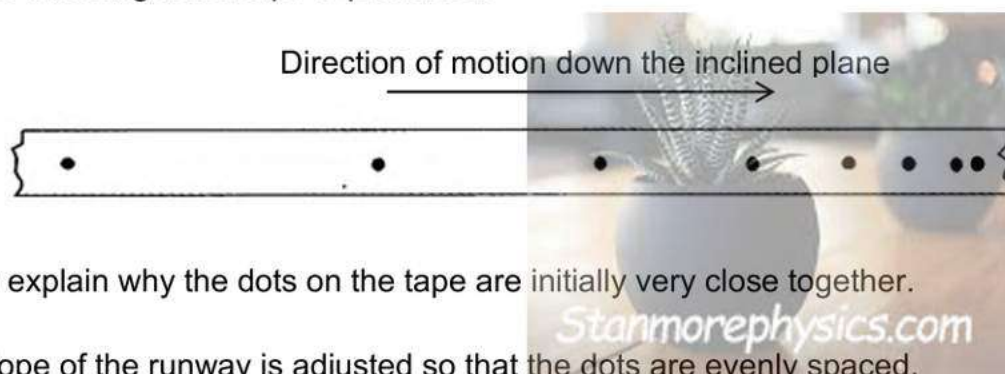 Direction of motion down the inclined plane
explain why the dots on the tape are initially very close together.
Stanmorephysics.com
ope of the runway is adjusted so that the dots are evenly spaced.